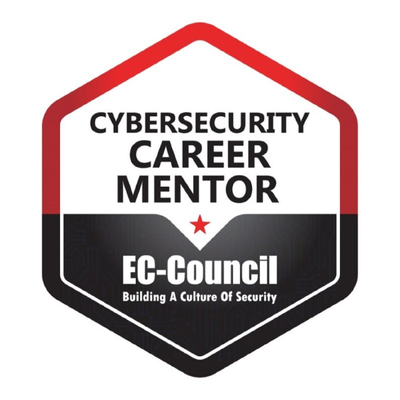 CYBERSECURITY
CAREER
MENTOR
EC-Council
Building A Culture Of Security